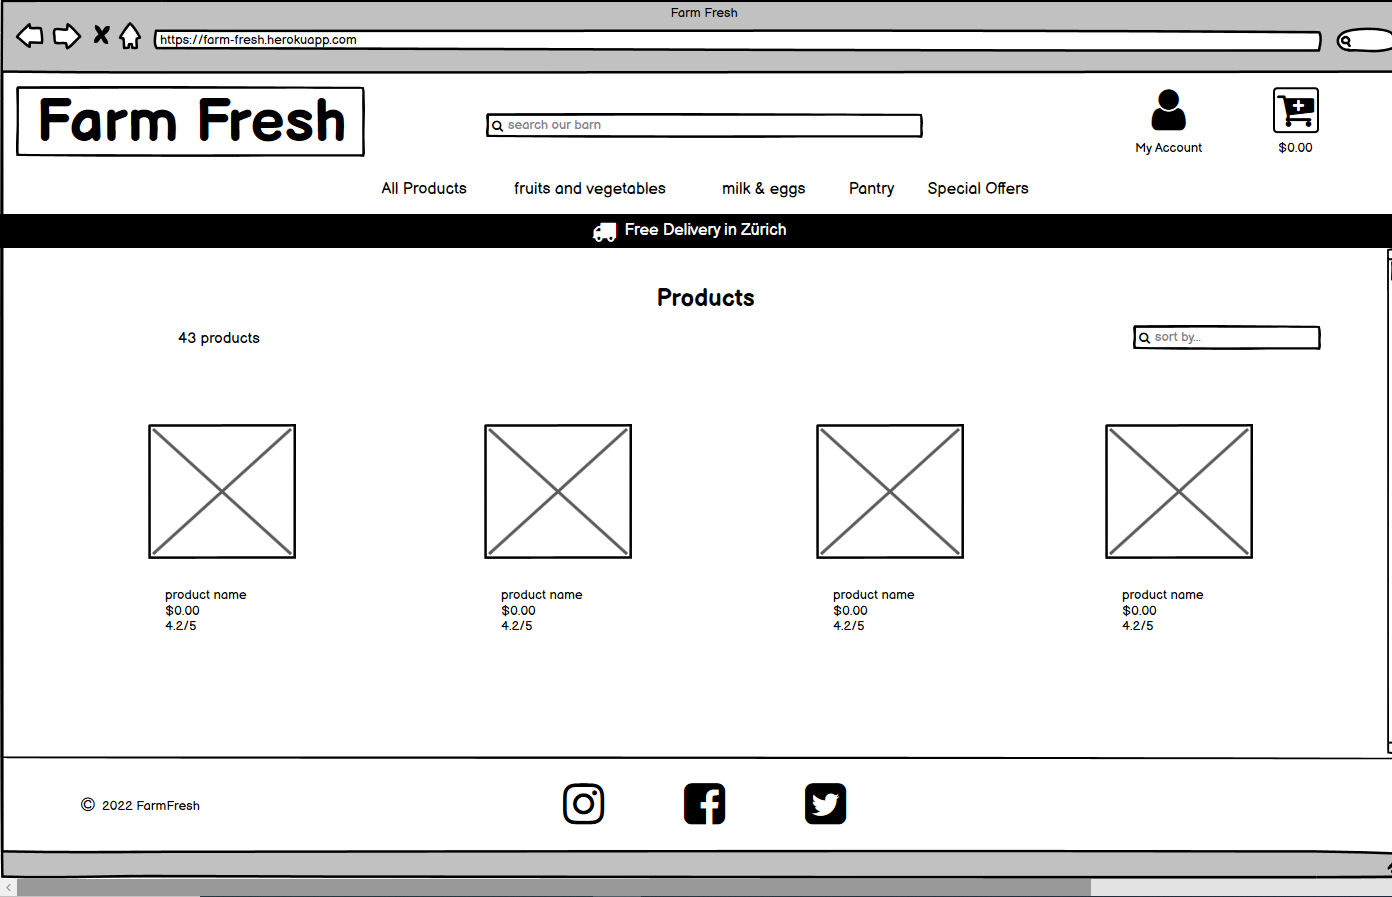 Farm Fresh
https://farm-fresh.herokuapp.com
Farm Fresh
search our barn
My Account
$0.00
All Products fruits and vegetables milk & eggs Pantry Special Offers
Free Delivery in Zürich
Products
43 products
sort by...
product name
$0.00
4.2/5
product name
$0.00
4.2/5
product name
$0.00
4.2/5
product name
$0.00
4.2/5
© 2022 FarmFresh